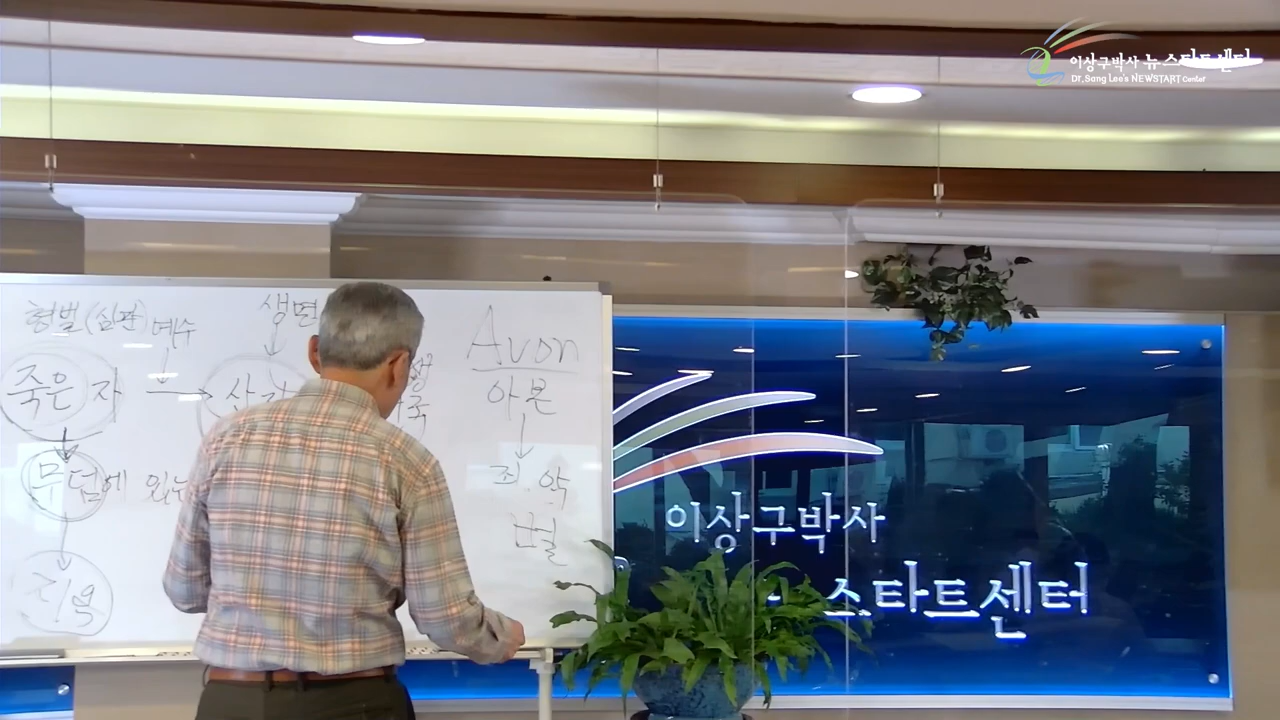 이상구박사 뉴스타트센터
Dr.Sang Lee's NEWSTART Center
형벌(심판)
예수
생명
죽은 자
산
무덤에 있
지옥
Avon
아본
죄 악
벌
이상구박사
스타트센터